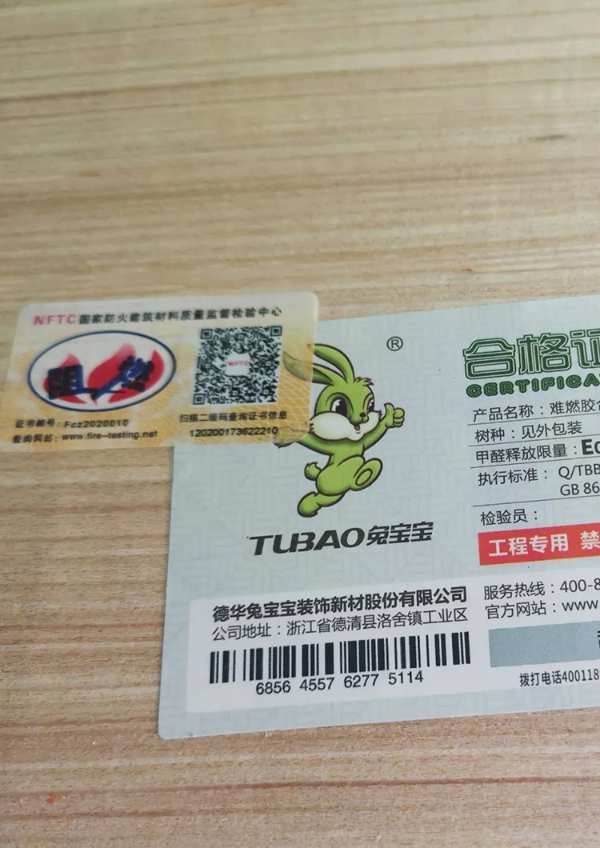 NFTC 国家防火建筑材料质量监督检验中心
阻燃
NFTC
证书编号：Fcz2020010
查询网站：www.fire-testing.net
扫描二维码查询证书信息
120200173622210
®
TUBAO兔宝宝
合格证
CERTIFICA
产品名称：难燃胶合
树种：见外包装
甲醛释放限量：
执行标准：Q/TBB
GB 86
检验员：
工程专用 禁
德华兔宝宝装饰新材股份有限公司
公司地址：浙江省德清县洛舍镇工业区
6856 4557 6277 5114
服务热线：400-8
官方网站：www.
拨打电话400118